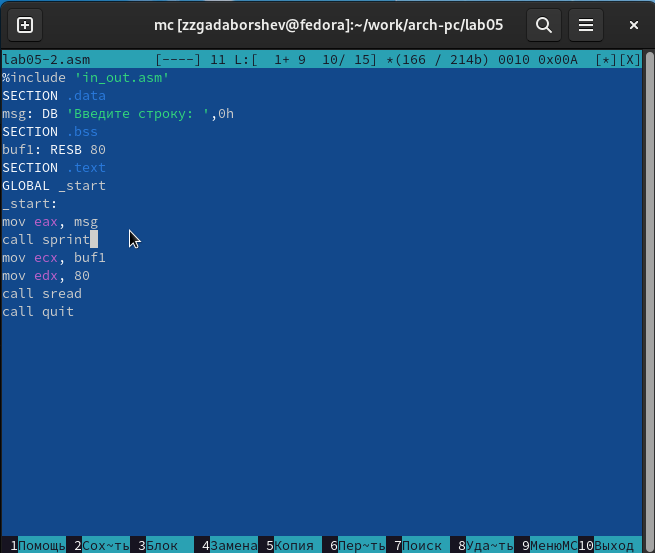 mc [zzgadaborshev@fedora]:~/work/arch-pc/lab05
lab05-2.asm [----] 11 L:[ 1+ 9 10/ 15] *(166 / 214b) 0010 0x00A [*][X]
%include 'in_out.asm'
SECTION .data
msg: DB 'Введите строку: ',0h
SECTION .bss
buf1: RESB 80
SECTION .text
GLOBAL _start
_start:
mov eax, msg
call sprint
mov ecx, buf1
mov edx, 80
call sread
call quit
1Помощь 2Сох~ть 3Блок 4Замена 5Копия 6Пер~ть 7Поиск 8Уда~ть 9МенюМС 10Выход